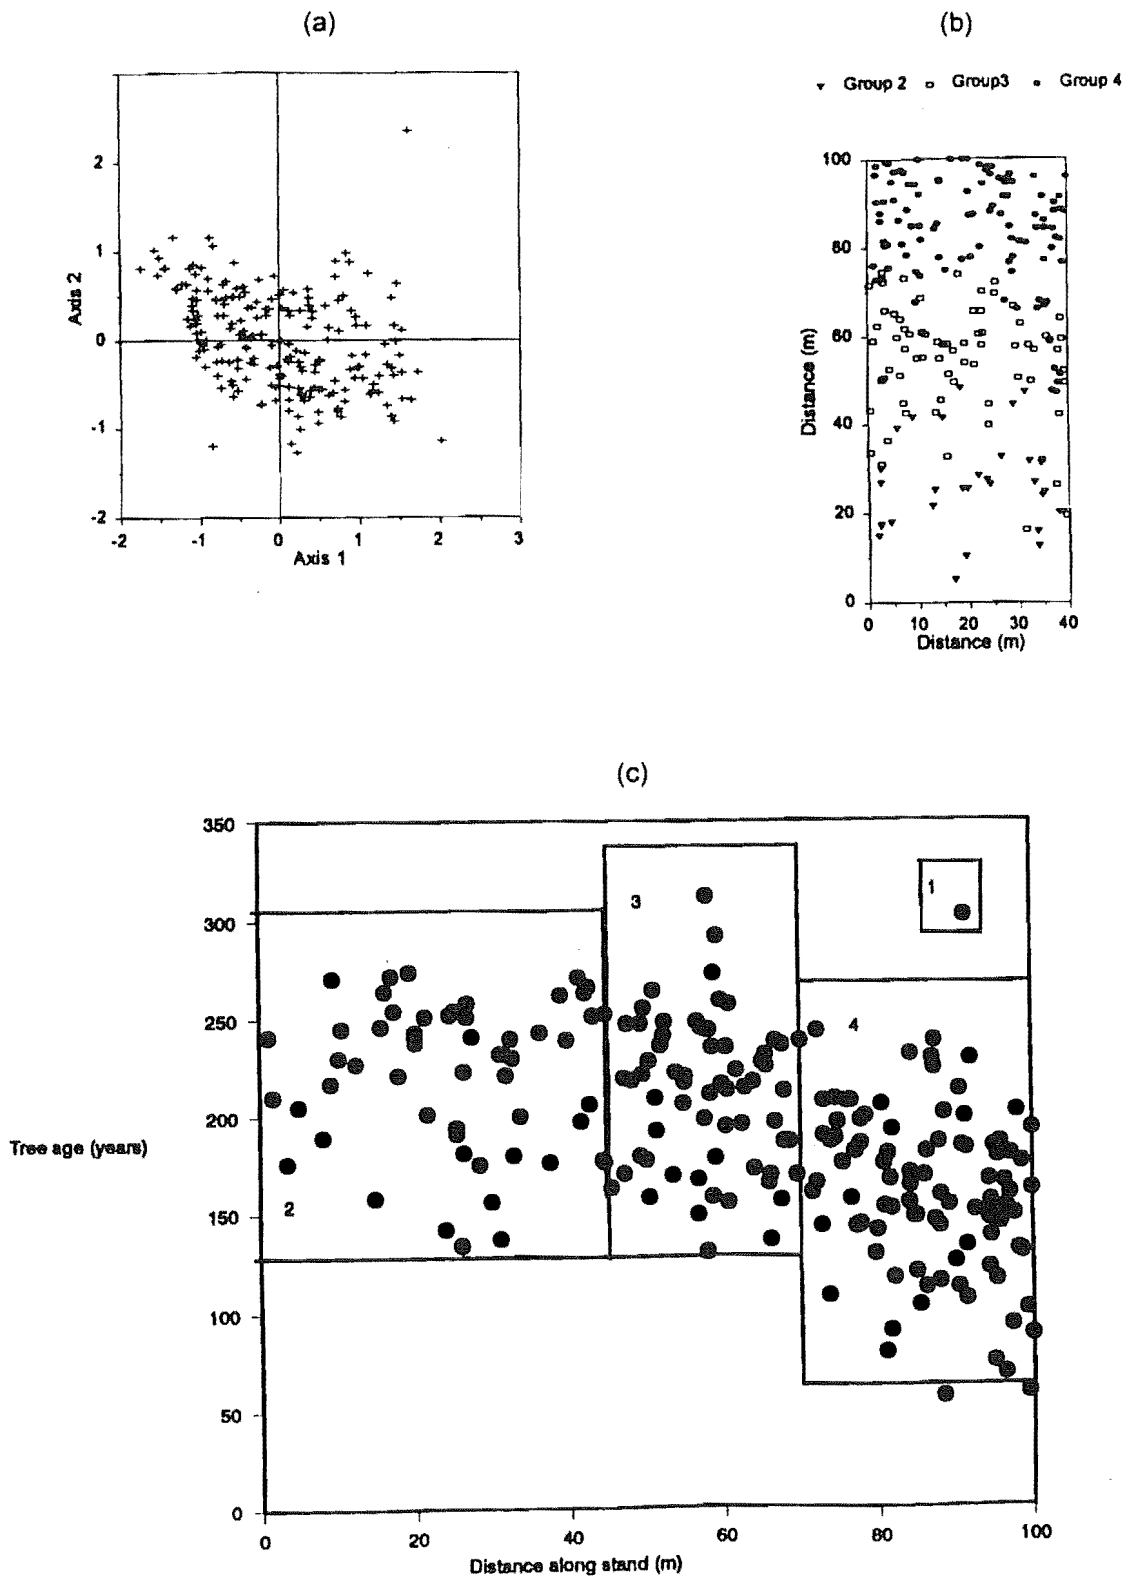 (a)
2
1
0
-1
-2
Axis 2
-2 -1 0 1 2 3
Axis 1
(b)
Group 2 Group3 Group 4
100
80
60
40
20
0
Distance (m)
0 10 20 30 40
Distance (m)
(c)
350
300
250
200
150
100
50
0
Tree age (years)
1
3
4
2
0 20 40 60 80 100
Distance along stand (m)